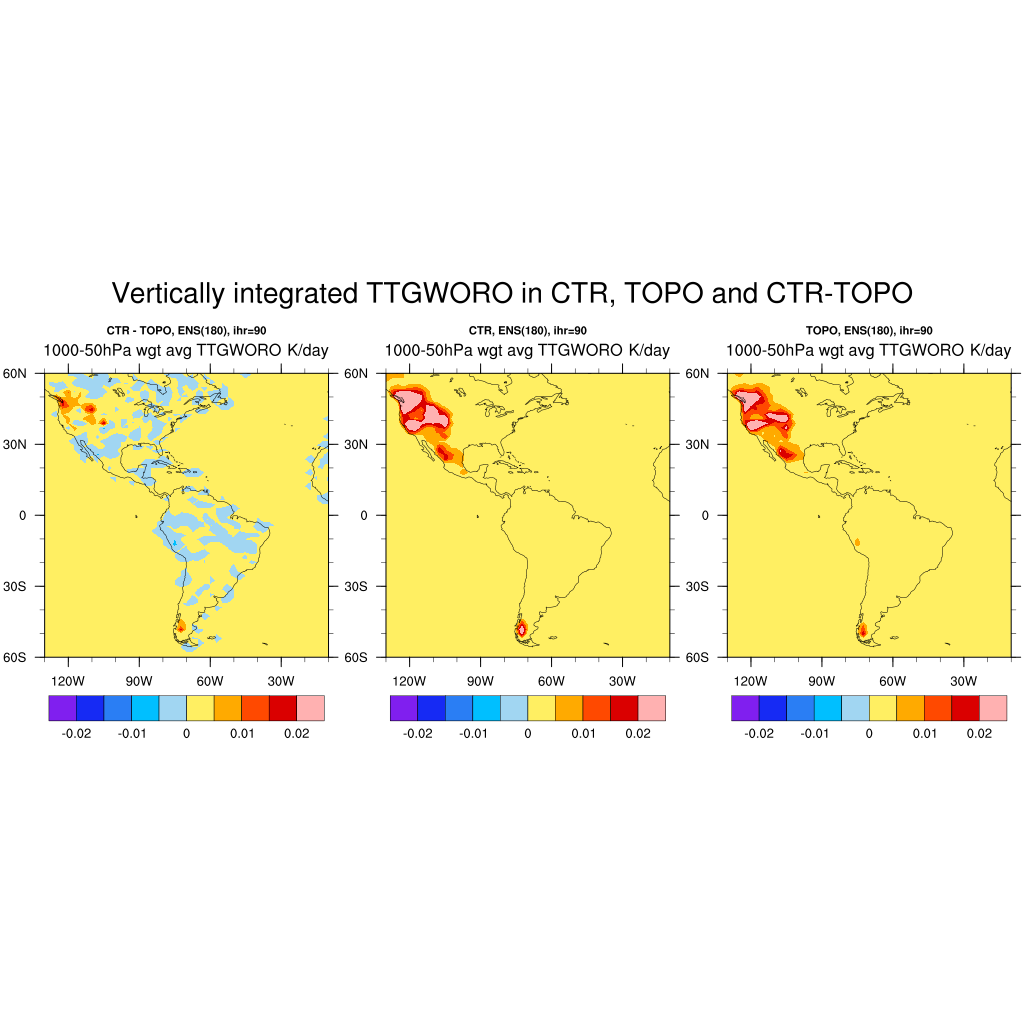 Vertically integrated TTGWORO in CTR, TOPO and CTR-TOPO
CTR - TOPO, ENS(180), ihr=90
1000-50hPa wgt avg TTGWORO K/day
60N
30N
0
30S
60S
120W 90W 60W 30W
-0.02 -0.01 0 0.01 0.02
CTR, ENS(180), ihr=90
1000-50hPa wgt avg TTGWORO K/day
60N
30N
0
30S
60S
120W 90W 60W 30W
-0.02 -0.01 0 0.01 0.02
TOPO, ENS(180), ihr=90
1000-50hPa wgt avg TTGWORO K/day
60N
30N
0
30S
60S
120W 90W 60W 30W
-0.02 -0.01 0 0.01 0.02